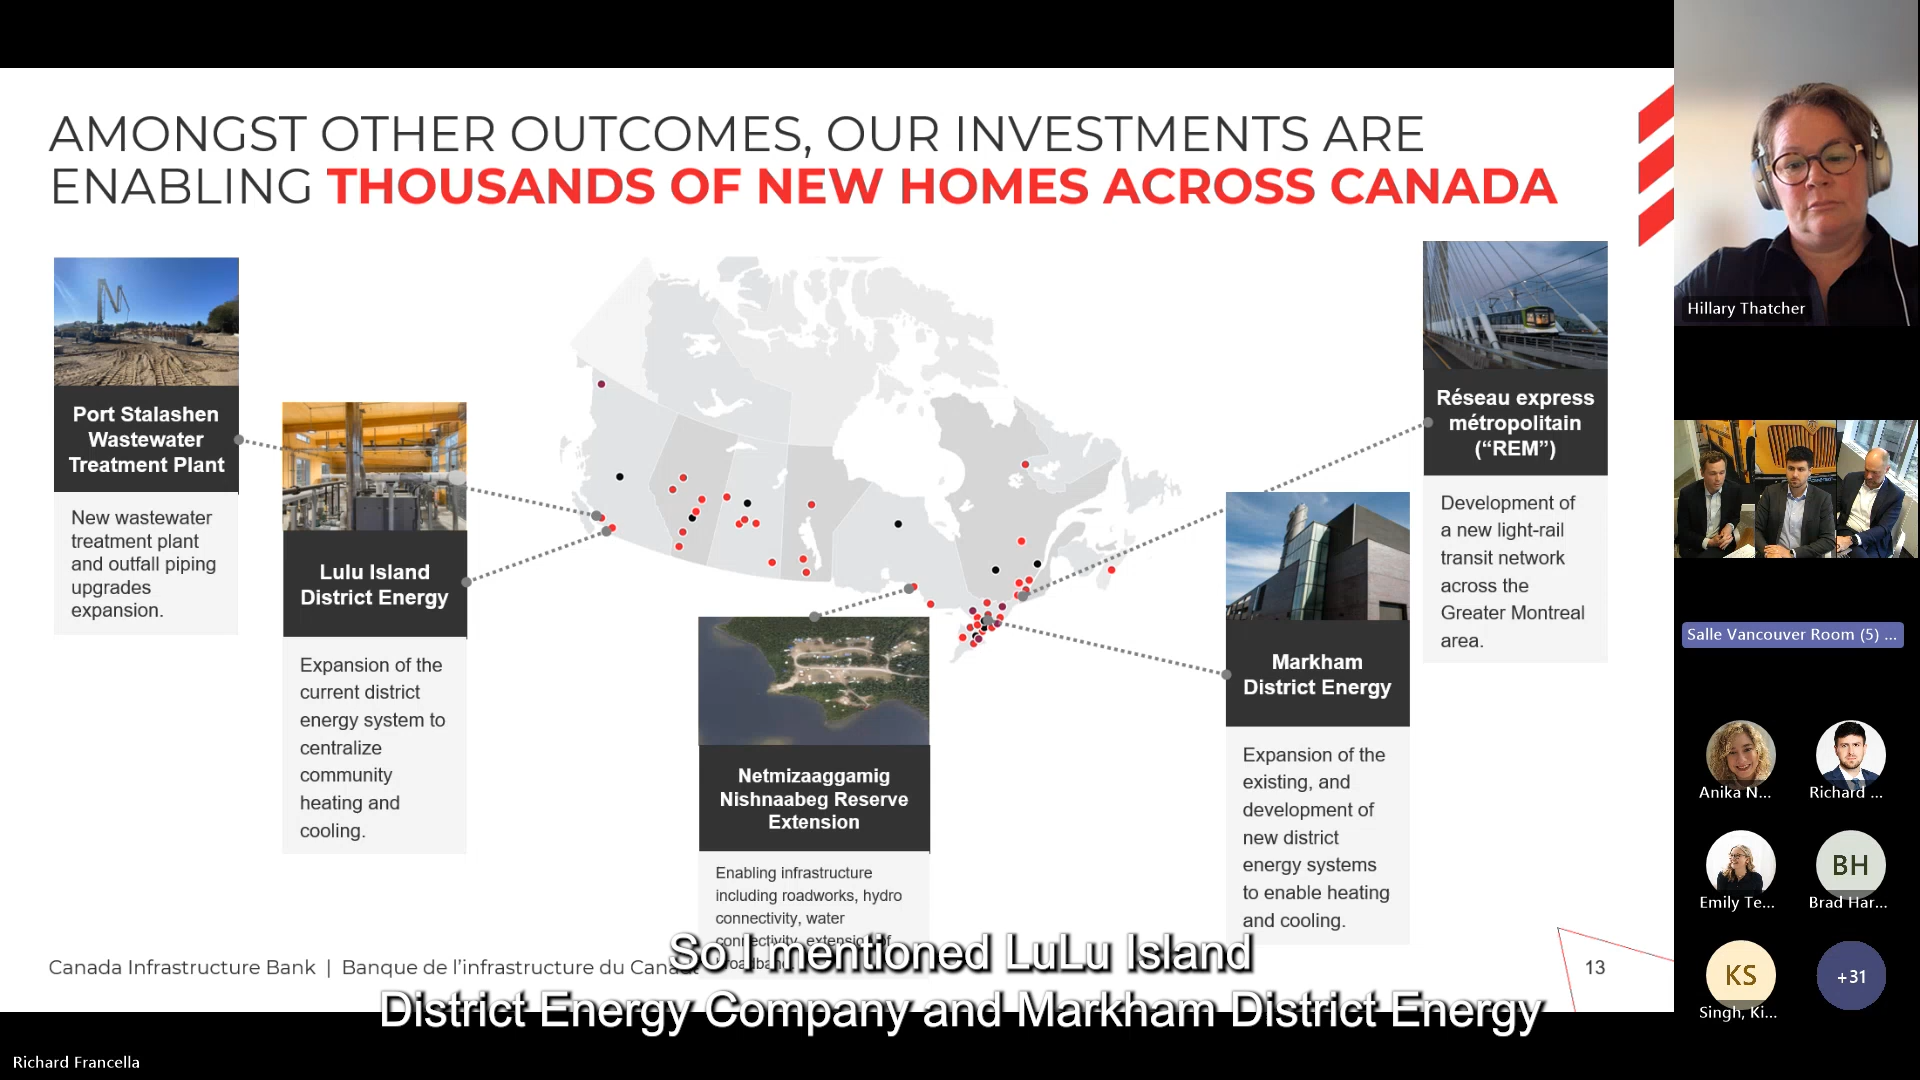 AMONGST OTHER OUTCOMES, OUR INVESTMENTS ARE
ENABLING THOUSANDS OF NEW HOMES ACROSS CANADA
Port Stalashen
Wastewater
Treatment Plant
New wastewater
treatment plant
and outfall piping
upgrades
expansion.
Lulu Island
District Energy
Expansion of the
current district
energy system to
centralize
community
heating and
cooling.
Netmizaaggamig
Nishnaabeg Reserve
Extension
Enabling infrastructure
including roadworks, hydro
connectivity, water
connectivity, extension of
broadband
Markham
District Energy
Expansion of the
existing, and
development of
new district
energy systems
to enable heating
and cooling.
Réseau express
métropolitain
(“REM”)
Development of
a new light-rail
transit network
across the
Greater Montreal
area.
Canada Infrastructure Bank | Banque de l’infrastructure du Canada
13
So I mentioned LuLu Island
District Energy Company and Markham District Energy
Richard Francella
Hillary Thatcher
Salle Vancouver Room (5) ...
Anika N...
Richard ...
Emily Te...
BH
Brad Har...
KS
Singh, Ki...
+31